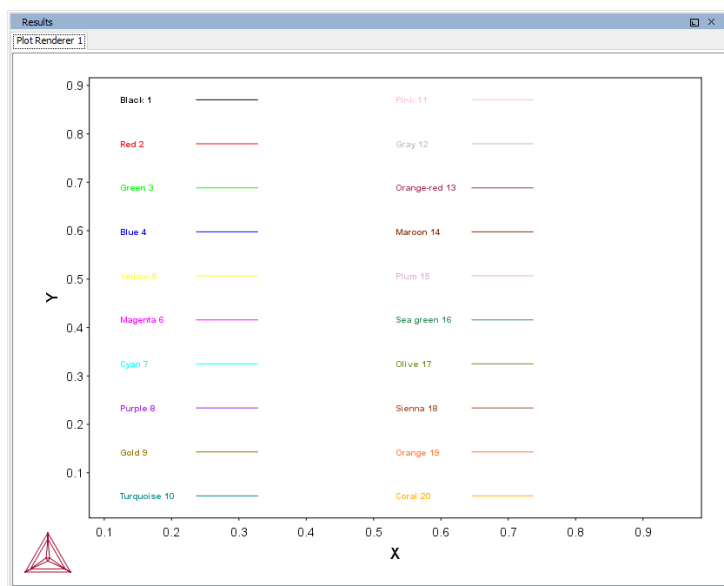 Results
Plot Renderer 1
0.9
Black 1
Pink 11
0.8
Red 2
Gray 12
0.7
Green 3
Orange-red 13
0.6
Blue 4
Maroon 14
0.5
Yellow 5
Plum 15
Y
0.4
Magenta 6
Sea green 16
0.3
Cyan 7
Olive 17
0.2
Purple 8
Sienna 18
0.1
Gold 9
Orange 19
Turquoise 10
Coral 20
0.1 0.2 0.3 0.4 0.5 0.6 0.7 0.8 0.9
X